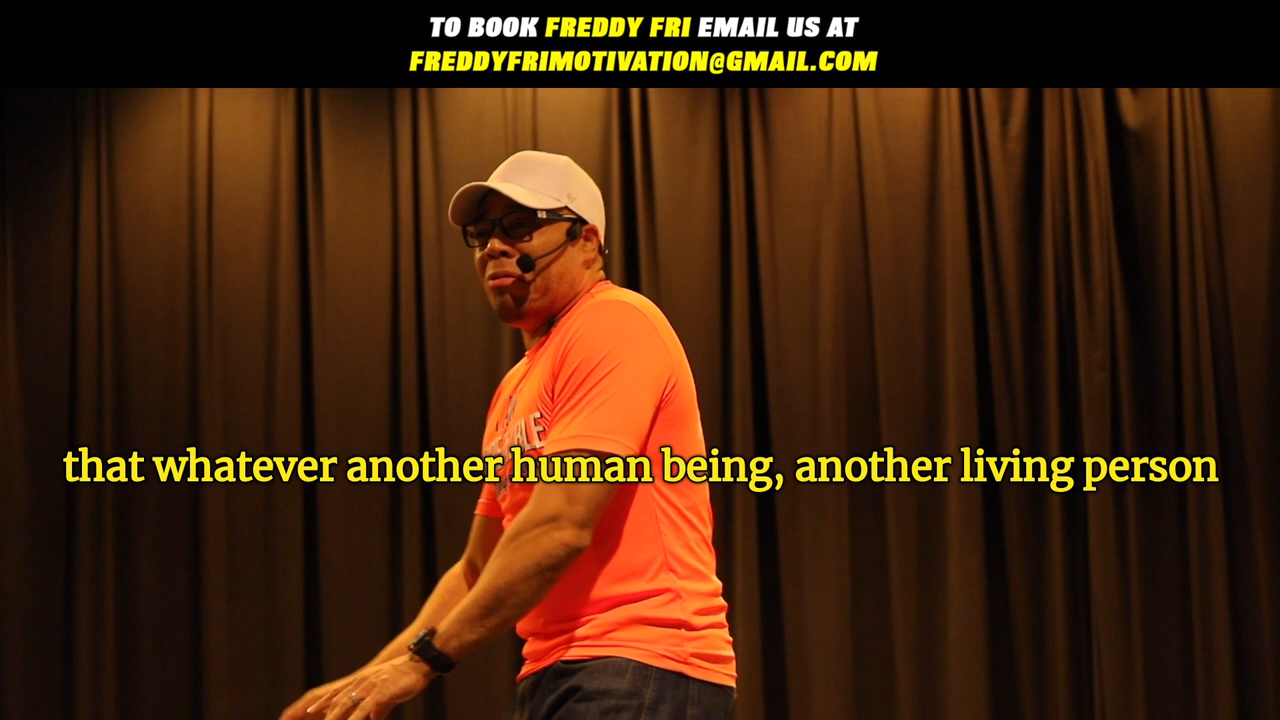 TO BOOK FREDDY FRI EMAIL US AT
FREDDYFRIMOTIVATION@GMAIL.COM
that whatever another human being, another living person